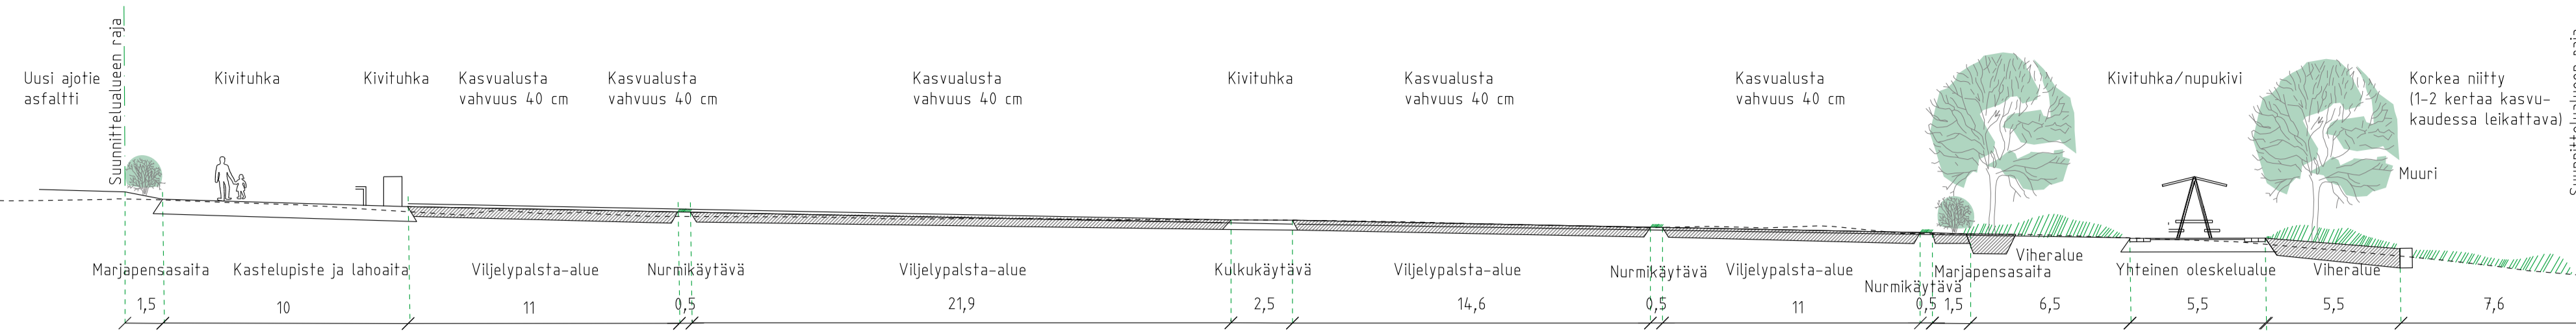 Uusi ajotie
asfaltti
Suunnittelualueen raja
Kivituhka
Kivituhka
Kasvualusta
vahvuus 40 cm
Kasvualusta
vahvuus 40 cm
Kasvualusta
vahvuus 40 cm
Kivituhka
Kasvualusta
vahvuus 40 cm
Kasvualusta
vahvuus 40 cm
Kivituhka/nupukivi
Korkea niitty
(1-2 kertaa kasvu-
kaudessa leikattava)
Suunnittelualueen raja
Muuri
Marjapensasaita
Kastelupiste ja lahoaita
Viljelypalsta-alue
Nurmikäytävä
Viljelypalsta-alue
Kulkukäytävä
Viljelypalsta-alue
Nurmikäytävä
Viljelypalsta-alue
Nurmikäytävä
Marjapensasaita
Viheralue
Yhteinen oleskelualue
Viheralue
1,5
10
11
0,5
21,9
2,5
14,6
0,5
11
0,5
1,5
6,5
5,5
5,5
7,6